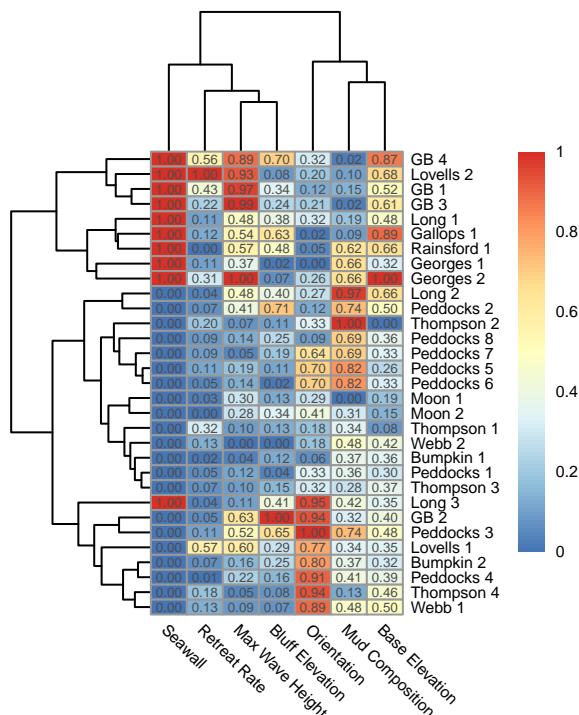 1.00 0.56 0.89 0.70 0.32 0.02 0.87 GB 4
1.00 1.00 0.93 0.08 0.20 0.10 0.68 Lovells 2
1.00 0.43 0.97 0.34 0.12 0.15 0.52 GB 1
1.00 0.22 0.99 0.24 0.21 0.02 0.61 GB 3
1.00 0.11 0.48 0.38 0.32 0.19 0.48 Long 1
1.00 0.12 0.54 0.63 0.02 0.09 0.89 Gallops 1
1.00 0.00 0.57 0.48 0.05 0.62 0.66 Rainsford 1
1.00 0.11 0.37 0.02 0.00 0.66 0.32 Georges 1
1.00 0.31 1.00 0.07 0.26 0.66 1.00 Georges 2
0.00 0.04 0.48 0.40 0.27 0.97 0.66 Long 2
0.00 0.07 0.41 0.71 0.12 0.74 0.50 Peddocks 2
0.00 0.20 0.07 0.11 0.33 1.00 0.00 Thompson 2
0.00 0.09 0.14 0.25 0.09 0.69 0.36 Peddocks 8
0.00 0.09 0.05 0.19 0.64 0.69 0.33 Peddocks 7
0.00 0.11 0.19 0.11 0.70 0.82 0.26 Peddocks 5
0.00 0.05 0.14 0.02 0.70 0.82 0.33 Peddocks 6
0.00 0.03 0.30 0.13 0.29 0.00 0.19 Moon 1
0.00 0.00 0.28 0.34 0.41 0.31 0.15 Moon 2
0.00 0.32 0.10 0.13 0.18 0.34 0.08 Thompson 1
0.00 0.13 0.00 0.00 0.18 0.48 0.42 Webb 2
0.00 0.02 0.04 0.12 0.06 0.37 0.36 Bumpkin 1
0.00 0.05 0.12 0.04 0.33 0.36 0.30 Peddocks 1
0.00 0.07 0.10 0.15 0.32 0.28 0.37 Thompson 3
1.00 0.04 0.11 0.41 0.95 0.42 0.35 Long 3
0.00 0.05 0.63 1.00 0.94 0.32 0.40 GB 2
0.00 0.11 0.52 0.65 1.00 0.74 0.48 Peddocks 3
0.00 0.57 0.60 0.29 0.77 0.34 0.35 Lovells 1
0.00 0.07 0.16 0.25 0.80 0.37 0.32 Bumpkin 2
0.00 0.01 0.22 0.16 0.91 0.41 0.39 Peddocks 4
0.00 0.18 0.05 0.08 0.94 0.13 0.46 Thompson 4
0.00 0.13 0.09 0.07 0.89 0.48 0.50 Webb 1
Seawall
Retreat Rate
Max Wave Height
Bluff Elevation
Orientation
Mud Composition
Base Elevation
1
0.8
0.6
0.4
0.2
0